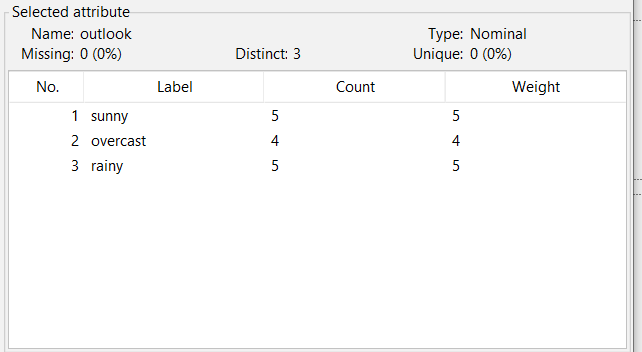 Selected attribute
Name: outlook Type: Nominal
Missing: 0 (0%) Distinct: 3 Unique: 0 (0%)
No. Label Count Weight
1 sunny 5 5
2 overcast 4 4
3 rainy 5 5